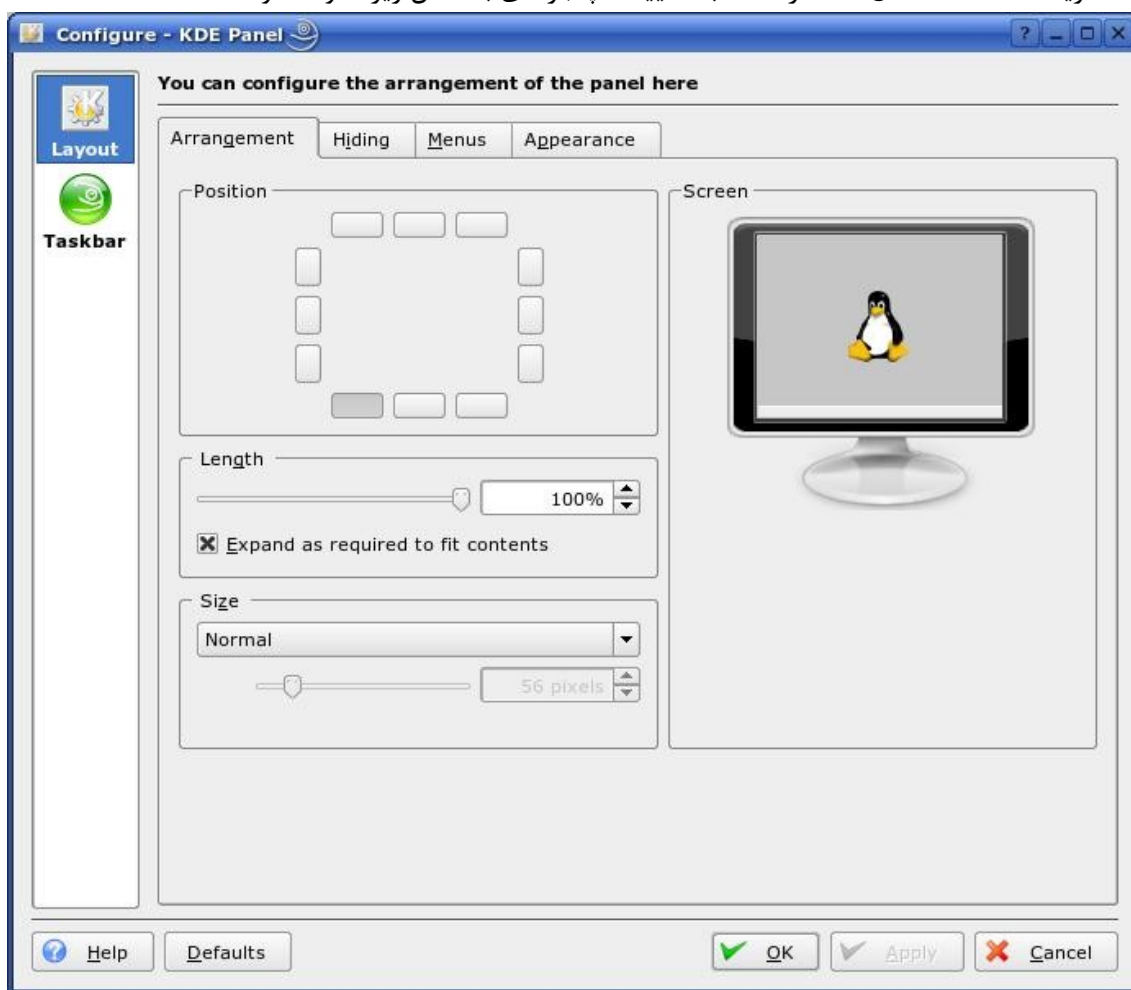 Configure - KDE Panel
You can configure the arrangement of the panel here
Layout
Taskbar
Arrangement
Hiding
Menus
Appearance
Position
Screen
Length
100%
Expand as required to fit contents
Size
Normal
56 pixels
Help
Defaults
OK
Apply
Cancel